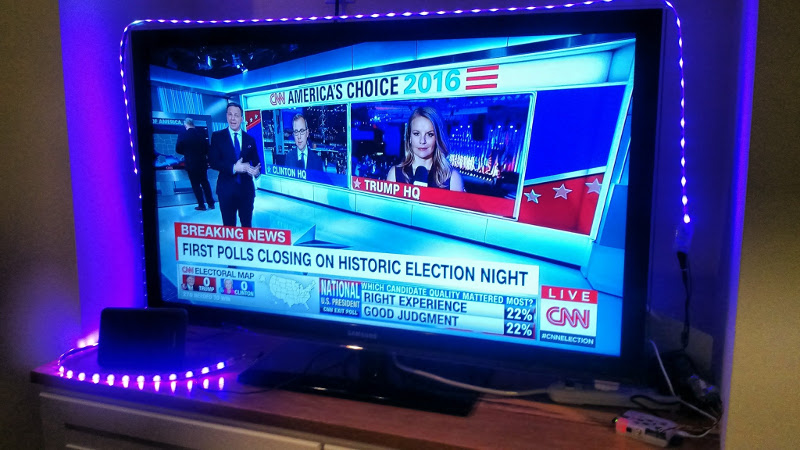 CNN AMERICA'S CHOICE 2016
CLINTON HQ
TRUMP HQ
BREAKING NEWS
FIRST POLLS CLOSING ON HISTORIC ELECTION NIGHT
CNN ELECTORAL MAP
0
TRUMP
0
CLINTON
NATIONAL
U.S. PRESIDENT
CNN EXIT POLL
WHICH CANDIDATE QUALITY MATTERED MOST?
RIGHT EXPERIENCE 22%
GOOD JUDGMENT 22%
LIVE
CNN
#CNNELECTION
SAMSUNG